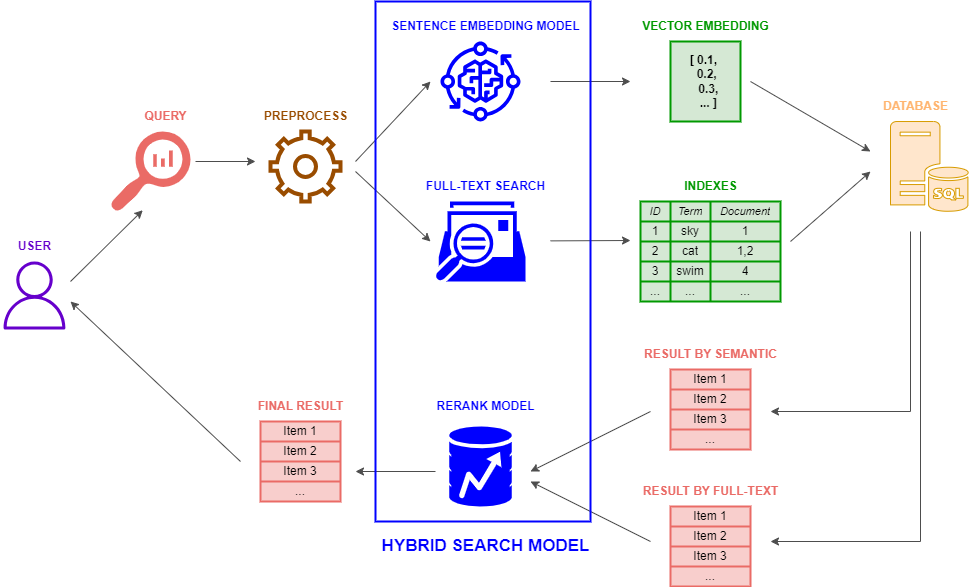 SENTENCE EMBEDDING MODEL
VECTOR EMBEDDING
[ 0.1,
0.2,
0.3,
... ]
DATABASE
SQL
QUERY
PREPROCESS
FULL-TEXT SEARCH
INDEXES
ID Term Document
1 sky 1
2 cat 1,2
3 swim 4
... ... ...
USER
RESULT BY SEMANTIC
Item 1
Item 2
Item 3
...
FINAL RESULT
Item 1
Item 2
Item 3
...
RERANK MODEL
RESULT BY FULL-TEXT
Item 1
Item 2
Item 3
...
HYBRID SEARCH MODEL